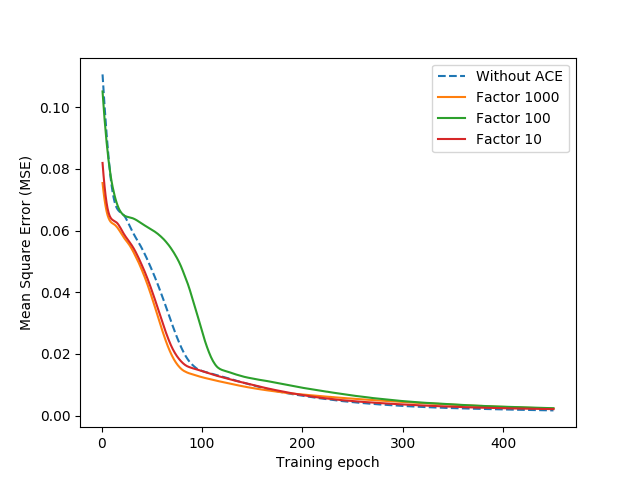 Without ACE
Factor 1000
Factor 100
Factor 10
Mean Square Error (MSE)
0.10
0.08
0.06
0.04
0.02
0.00
0 100 200 300 400
Training epoch